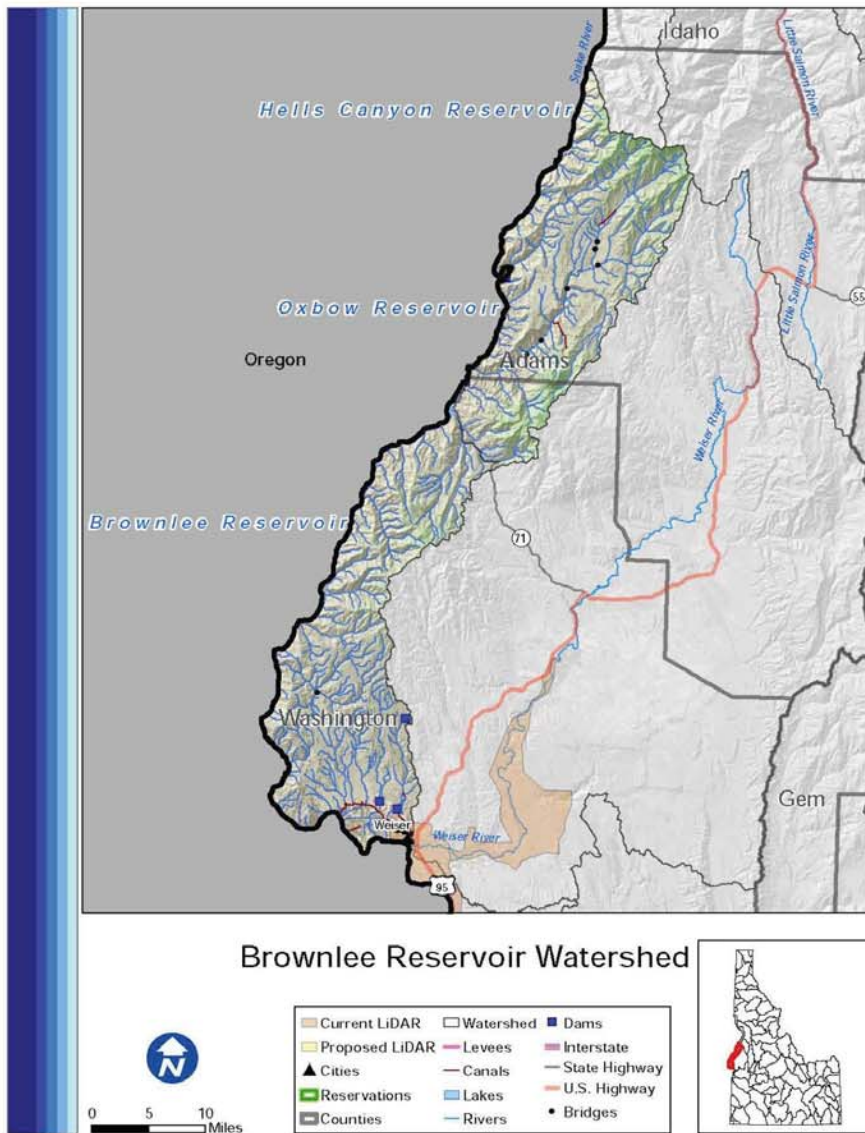 Idaho
Snake River
Little Salmon River
Hells Canyon Reservoir
Little Salmon River
55
Oxbow Reservoir
Oregon
Adams
Weiser River
Brownlee Reservoir
71
Washington
Gem
Weiser
Weiser River
95
Brownlee Reservoir Watershed
Current LiDAR
Watershed
Dams
Proposed LiDAR
Levees
Interstate
Cities
Canals
State Highway
Reservations
Lakes
U.S. Highway
Counties
Rivers
Bridges
N
0 5 10
Miles